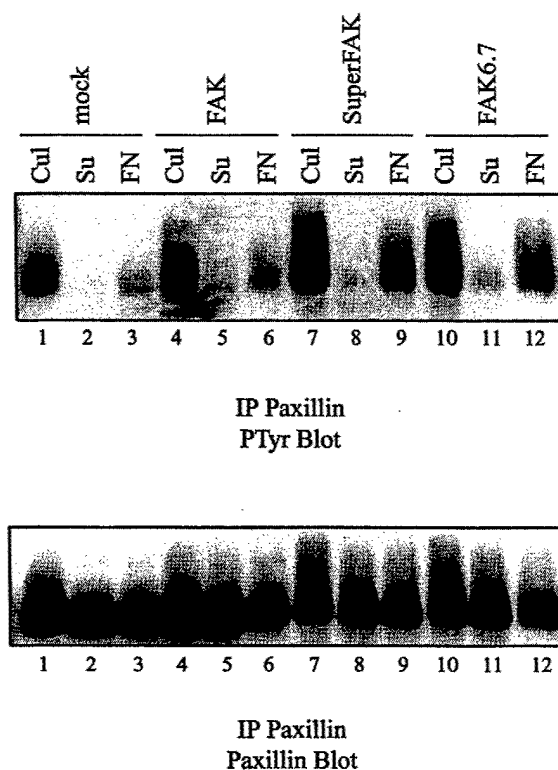 mock FAK SuperFAK FAK6.7
Cul Su FN Cul Su FN Cul Su FN Cul Su FN
1 2 3 4 5 6 7 8 9 10 11 12
IP Paxillin
PTyr Blot
1 2 3 4 5 6 7 8 9 10 11 12
IP Paxillin
Paxillin Blot